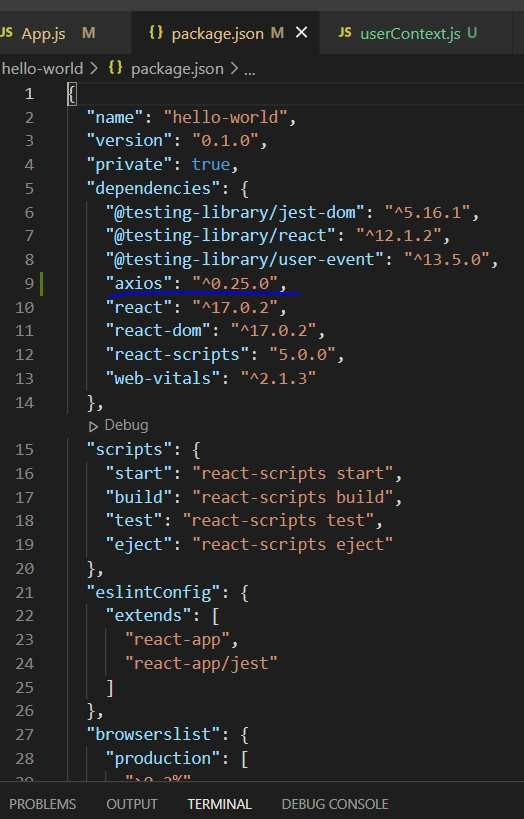 JS App.js M {} package.json M × JS userContext.js U
hello-world > {} package.json > ...
1 {
2 "name": "hello-world",
3 "version": "0.1.0",
4 "private": true,
5 "dependencies": {
6 "@testing-library/jest-dom": "^5.16.1",
7 "@testing-library/react": "^12.1.2",
8 "@testing-library/user-event": "^13.5.0",
9 "axios": "^0.25.0",
10 "react": "^17.0.2",
11 "react-dom": "^17.0.2",
12 "react-scripts": "5.0.0",
13 "web-vitals": "^2.1.3"
14 },
Debug
15 "scripts": {
16 "start": "react-scripts start",
17 "build": "react-scripts build",
18 "test": "react-scripts test",
19 "eject": "react-scripts eject"
20 },
21 "eslintConfig": {
22 "extends": [
23 "react-app",
24 "react-app/jest"
25 ]
26 },
27 "browserslist": {
28 "production": [
PROBLEMS OUTPUT TERMINAL DEBUG CONSOLE